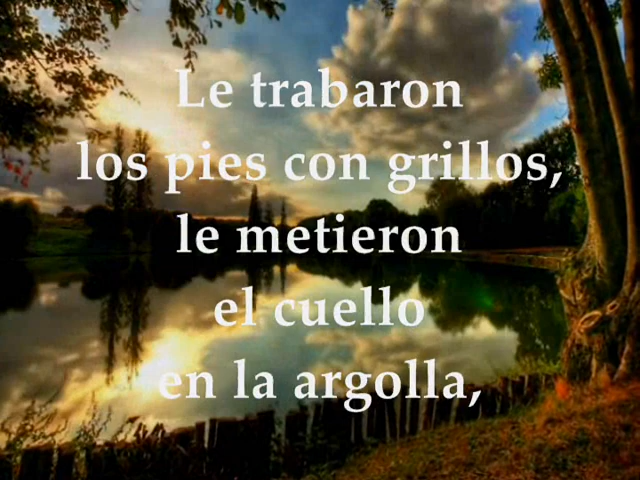 Le trabaron
los pies con grillos,
le metieron
el cuello
en la argolla,